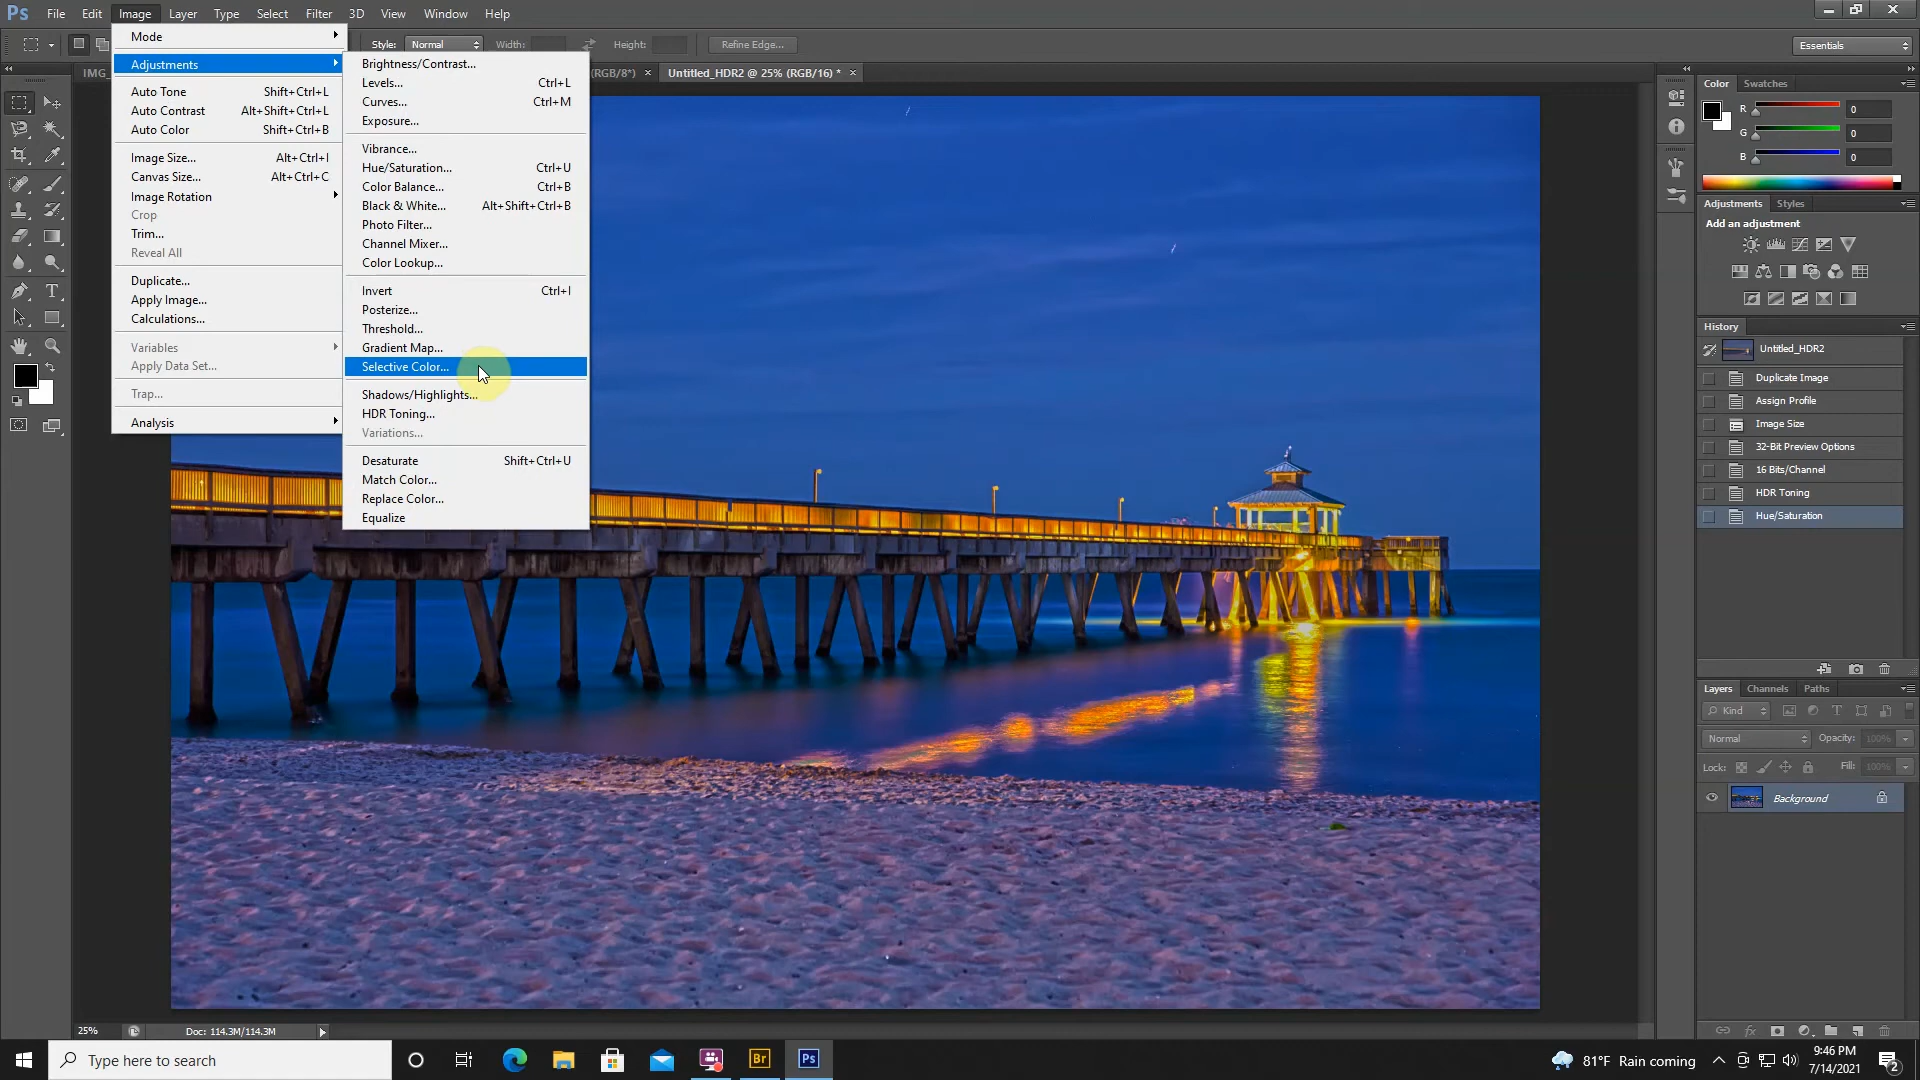 Ps File Edit Image Layer Type Select Filter 3D View Window Help
Style: Normal Width: Height: Refine Edge... Essentials
(RGB/8*) × Untitled_HDR2 @ 25% (RGB/16) * ×
IMG_
Mode
Adjustments
Auto Tone Shift+Ctrl+L
Auto Contrast Alt+Shift+Ctrl+L
Auto Color Shift+Ctrl+B
Image Size... Alt+Ctrl+I
Canvas Size... Alt+Ctrl+C
Image Rotation
Crop
Trim...
Reveal All
Duplicate...
Apply Image...
Calculations...
Variables
Apply Data Set...
Trap...
Analysis
Brightness/Contrast...
Levels... Ctrl+L
Curves... Ctrl+M
Exposure...
Vibrance...
Hue/Saturation... Ctrl+U
Color Balance... Ctrl+B
Black & White... Alt+Shift+Ctrl+B
Photo Filter...
Channel Mixer...
Color Lookup...
Invert Ctrl+I
Posterize...
Threshold...
Gradient Map...
Selective Color...
Shadows/Highlights...
HDR Toning...
Variations...
Desaturate Shift+Ctrl+U
Match Color...
Replace Color...
Equalize
Color Swatches
R 0
G 0
B 0
Adjustments Styles
Add an adjustment
History
Untitled_HDR2
Duplicate Image
Assign Profile
Image Size
32-Bit Preview Options
16 Bits/Channel
HDR Toning
Hue/Saturation
Layers Channels Paths
Kind
Normal Opacity: 100%
Lock: Fill: 100%
Background
25% Doc: 114.3M/114.3M
Type here to search
Br Ps
81°F Rain coming
9:46 PM
7/14/2021
2